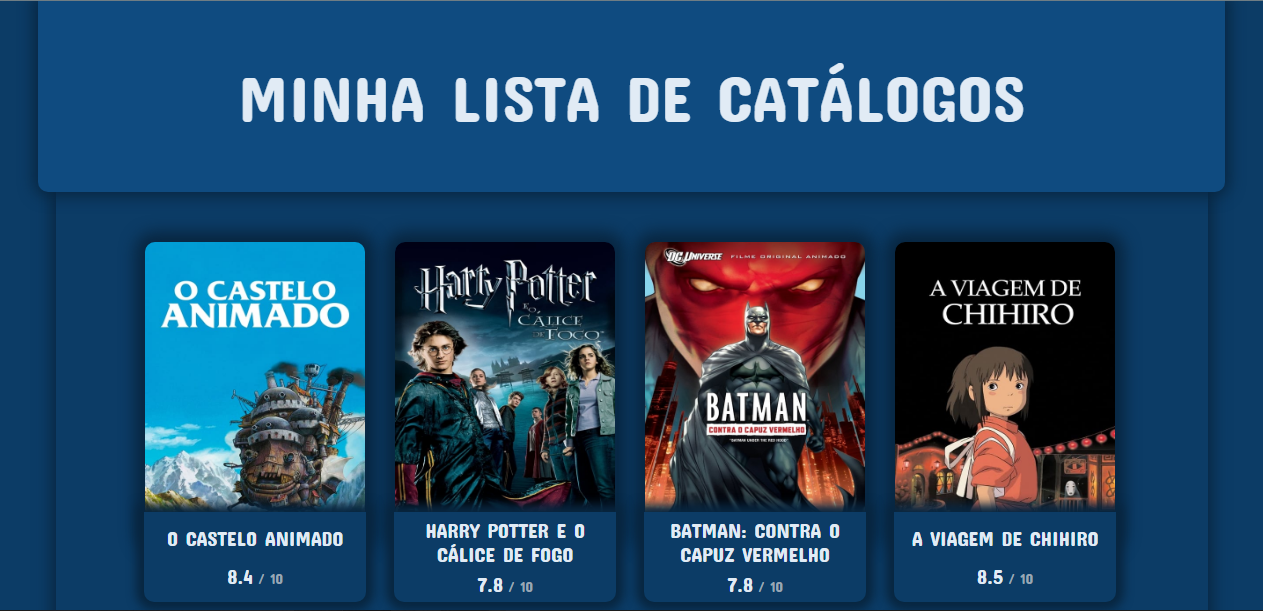 MINHA LISTA DE CATÁLOGOS
O CASTELO
ANIMADO
Harry Potter
E O
CÁLICE
DE FOGO
DC UNIVERSE FILME ORIGINAL ANIMADO
BATMAN
CONTRA O CAPUZ VERMELHO
"BATMAN UNDER THE RED HOOD"
A VIAGEM DE
CHIHIRO
O CASTELO ANIMADO
8.4 / 10
HARRY POTTER E O
CÁLICE DE FOGO
7.8 / 10
BATMAN: CONTRA O
CAPUZ VERMELHO
7.8 / 10
A VIAGEM DE CHIHIRO
8.5 / 10